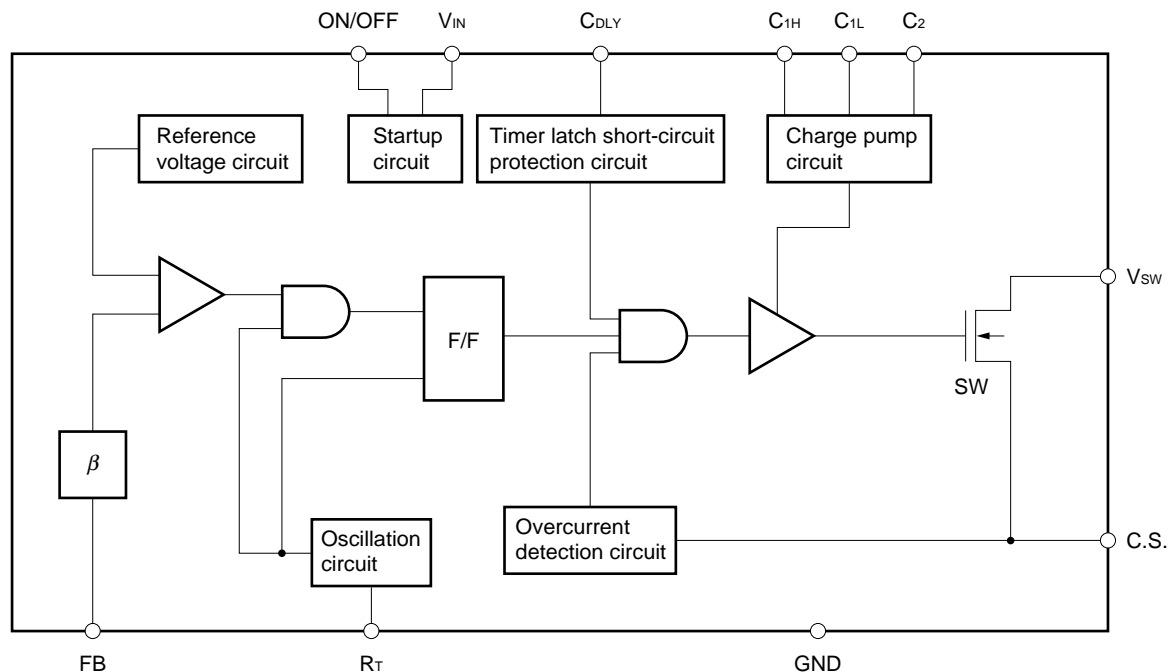 ON/OFF
VIN
CDLY
C1H
C1L
C2
Reference
voltage circuit
Startup
circuit
Timer latch short-circuit
protection circuit
Charge pump
circuit
VSW
F/F
SW
β
Oscillation
circuit
Overcurrent
detection circuit
C.S.
FB
RT
GND